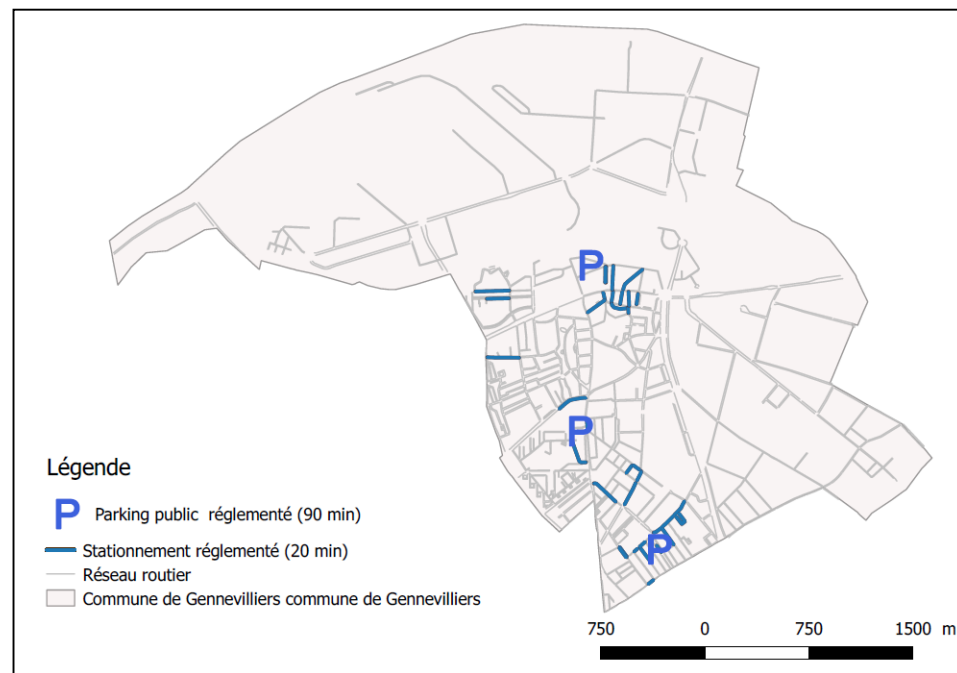 P
P
P
Légende
P Parking public réglementé (90 min)
Stationnement réglementé (20 min)
Réseau routier
Commune de Gennevilliers commune de Gennevilliers
750 0 750 1500 m